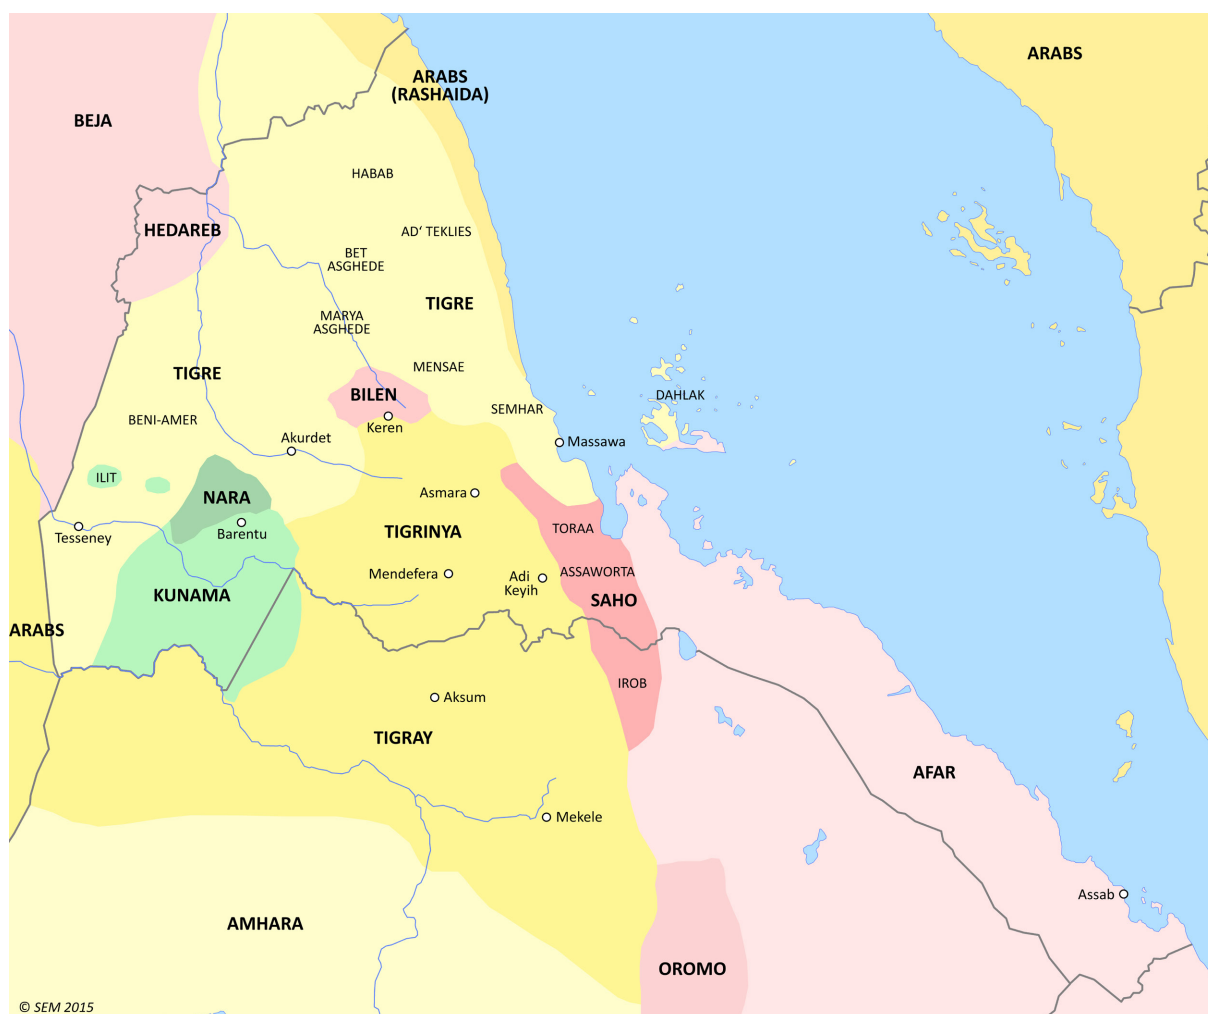 ARABS
ARABS
(RASHAIDA)
BEJA
HABAB
HEDAREB
AD‘ TEKLIES
BET
ASGHEDE
TIGRE
MARYA
ASGHEDE
TIGRE
MENSAE
BILEN
DAHLAK
SEMHAR
BENI-AMER
Keren
Akurdet
Massawa
ILIT
NARA
Asmara
TORAA
Tesseney
Barentu
TIGRINYA
Mendefera
Adi
Keyih
ASSAWORTA
KUNAMA
SAHO
ARABS
IROB
Aksum
TIGRAY
AFAR
Mekele
Assab
AMHARA
OROMO
© SEM 2015